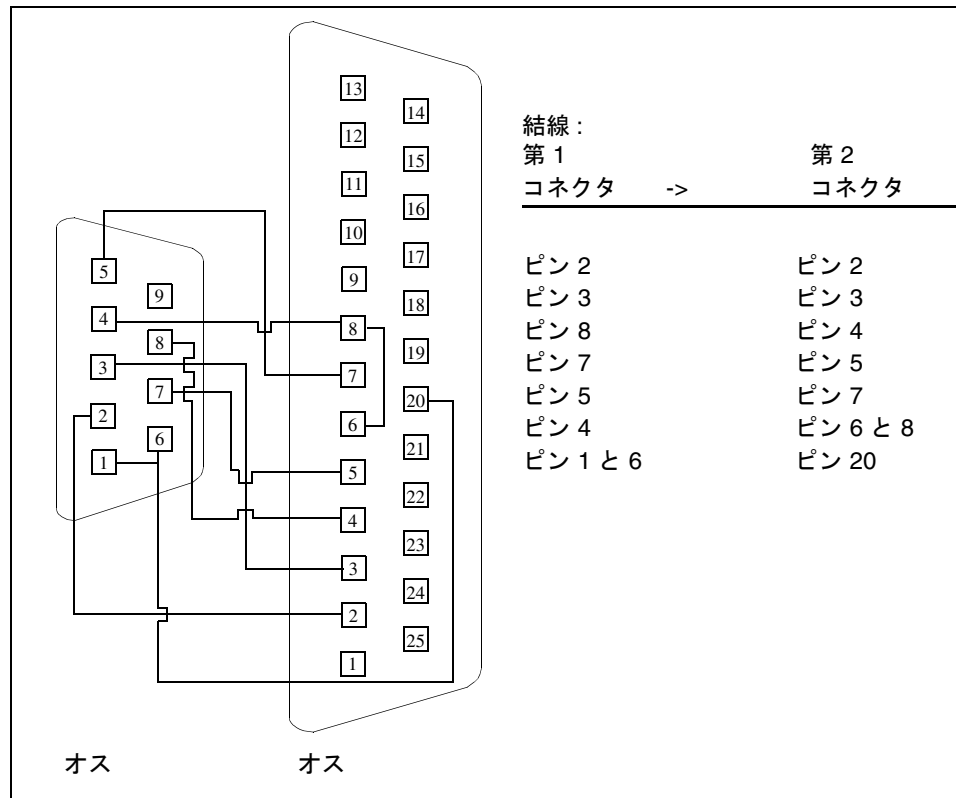 13
12
11
10
9
8
7
6
5
4
3
2
1
14
15
16
17
18
19
20
21
22
23
24
25
5
4
3
2
1
9
8
7
6
オス
オス
結線 :
第 1 第 2
コネクタ -> コネクタ
ピン 2 ピン 2
ピン 3 ピン 3
ピン 8 ピン 4
ピン 7 ピン 5
ピン 5 ピン 7
ピン 4 ピン 6 と 8
ピン 1 と 6 ピン 20